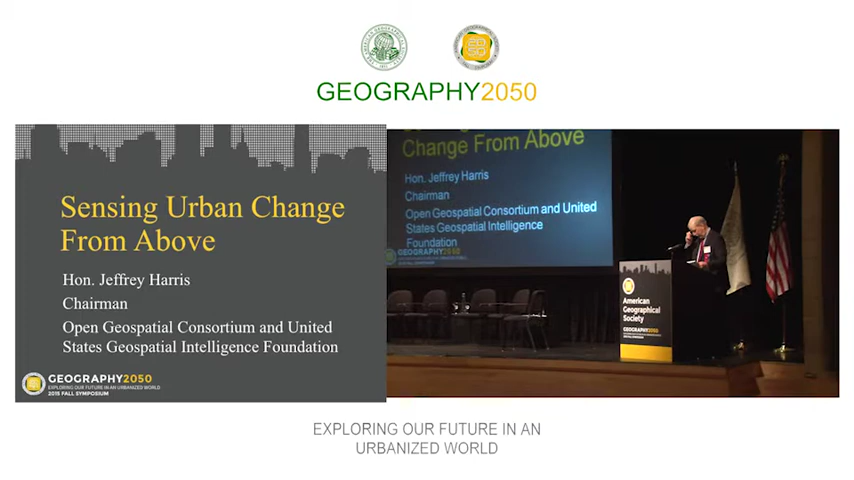 GEOGRAPHY2050
Sensing Urban Change
From Above
Hon. Jeffrey Harris
Chairman
Open Geospatial Consortium and United
States Geospatial Intelligence Foundation
GEOGRAPHY2050
EXPLORING OUR FUTURE IN AN URBANIZED WORLD
2015 FALL SYMPOSIUM
Change From Above
Hon. Jeffrey Harris
Chairman
Open Geospatial Consortium and United
States Geospatial Intelligence
Foundation
GEOGRAPHY2050
American
Geographical
Society
GEOGRAPHY2050
EXPLORING OUR FUTURE IN AN
URBANIZED WORLD